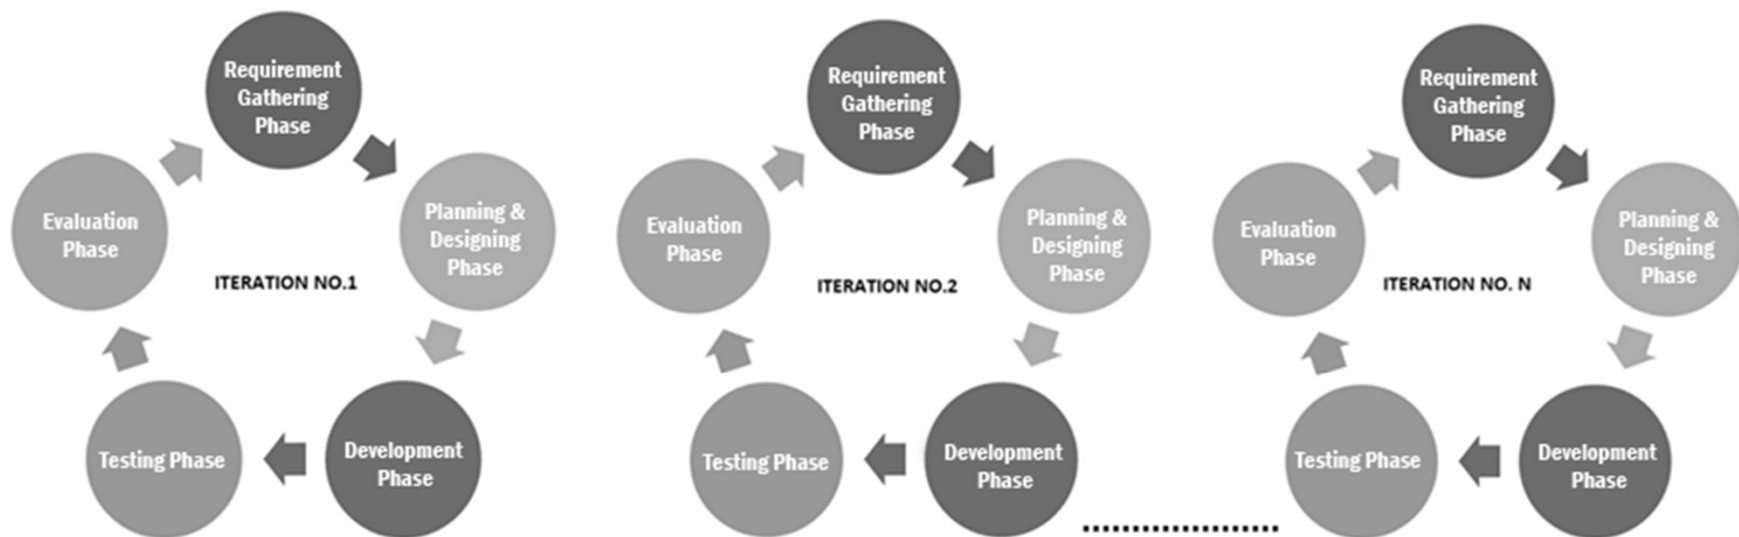 Requirement
Gathering
Phase
Planning &
Designing
Phase
Development
Phase
Testing Phase
Evaluation
Phase
ITERATION NO.1
Requirement
Gathering
Phase
Planning &
Designing
Phase
Development
Phase
Testing Phase
Evaluation
Phase
ITERATION NO.2
Requirement
Gathering
Phase
Planning &
Designing
Phase
Development
Phase
Testing Phase
Evaluation
Phase
ITERATION NO. N